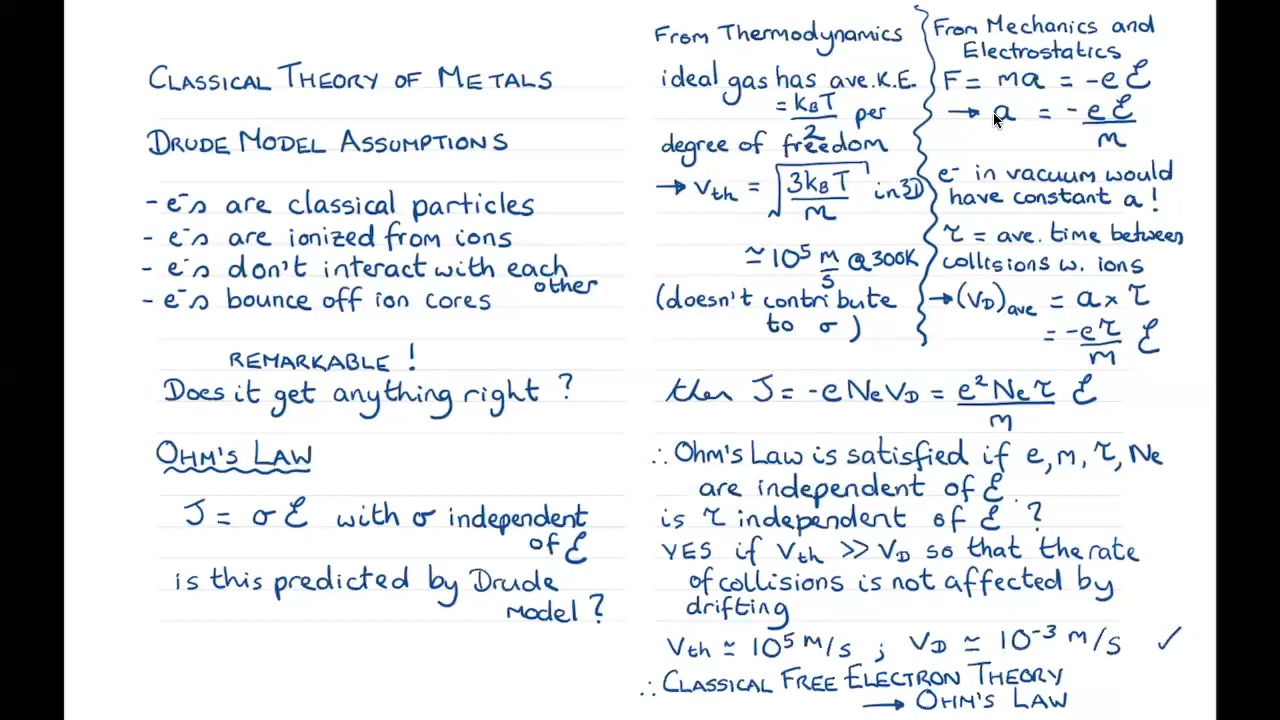 CLASSICAL THEORY OF METALS
DRUDE MODEL ASSUMPTIONS
- e⁻s are classical particles
- e⁻s are ionized from ions
- e⁻s don't interact with each
other
- e⁻s bounce off ion cores
REMARKABLE !
Does it get anything right ?
OHM'S LAW
J = σ ℰ with σ independent
of ℰ
is this predicted by Drude
MODEL ?
From Thermodynamics
ideal gas has ave. K.E.
= k_BT/2 per
degree of freedom
→ V_th = √(3k_BT/m) in 3D
≃ 10⁵ m/s @300K
(doesn't contribute
to σ )
From Mechanics and
Electrostatics
F = ma = -eℰ
→ a = -eℰ/m
e⁻ in vacuum would
have constant a !
τ = ave. time between
collisions w. ions
→ (V_D)_ave = a × τ
= -eτ/m ℰ
then J = -eN_eV_D = e²N_eτ/m ℰ
∴ Ohm's Law is satisfied if e, m, τ, Ne
are independent of ℰ.
is τ independent of ℰ ?
YES if V_th >> V_D so that the rate
of collisions is not affected by
drifting
V_th ≃ 10⁵ m/s ; V_D ≃ 10⁻³ m/s ✓
∴ CLASSICAL FREE ELECTRON THEORY
→ OHM'S LAW